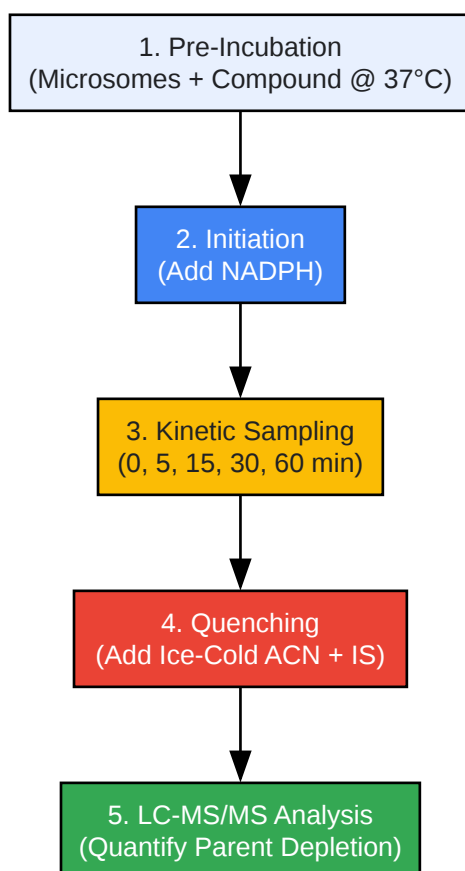 1. Pre-Incubation
(Microsomes + Compound @ 37°C)
2. Initiation
(Add NADPH)
3. Kinetic Sampling
(0, 5, 15, 30, 60 min)
4. Quenching
(Add Ice-Cold ACN + IS)
5. LC-MS/MS Analysis
(Quantify Parent Depletion)